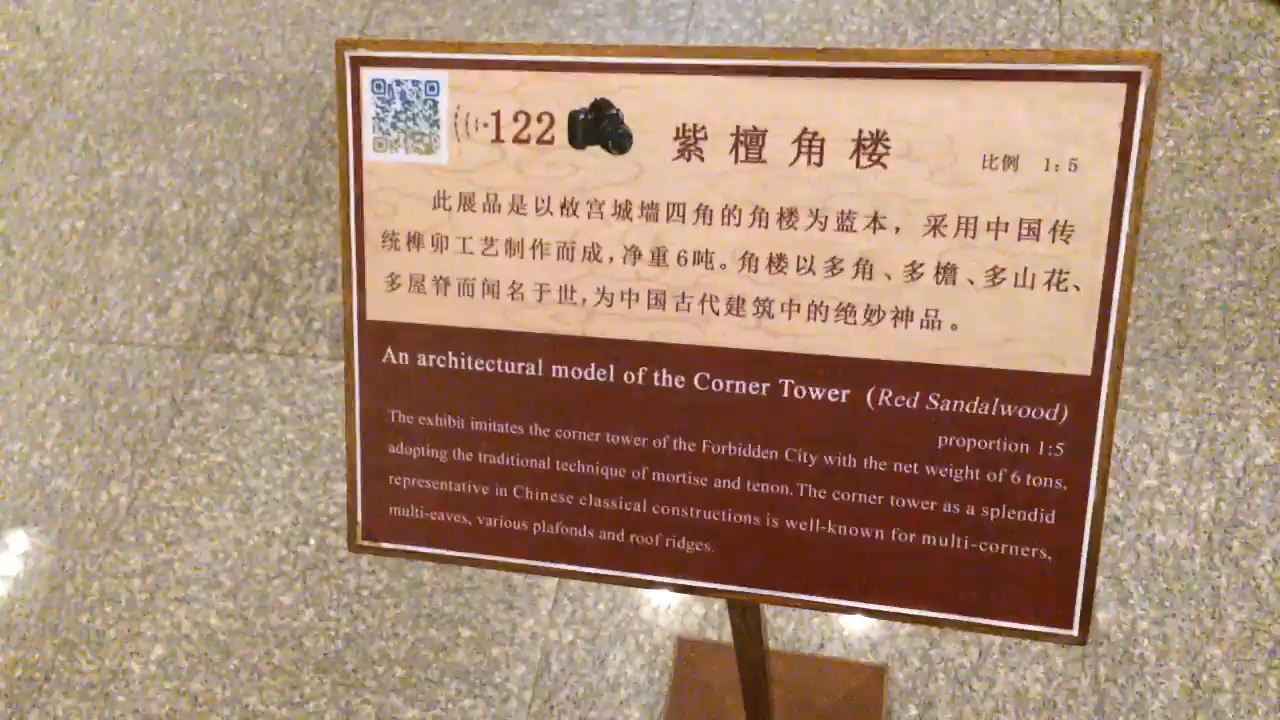 122
紫檀角楼 比例 1:5
此展品是以故宫城墙四角的角楼为蓝本，采用中国传
统榫卯工艺制作而成，净重6吨。角楼以多角、多檐、多山花、
多屋脊而闻名于世，为中国古代建筑中的绝妙神品。
An architectural model of the Corner Tower (Red Sandalwood)
proportion 1:5
The exhibit imitates the corner tower of the Forbidden City with the net weight of 6 tons,
adopting the traditional technique of mortise and tenon. The corner tower as a splendid
representative in Chinese classical constructions is well-known for multi-corners,
multi-eaves, various plafonds and roof ridges.